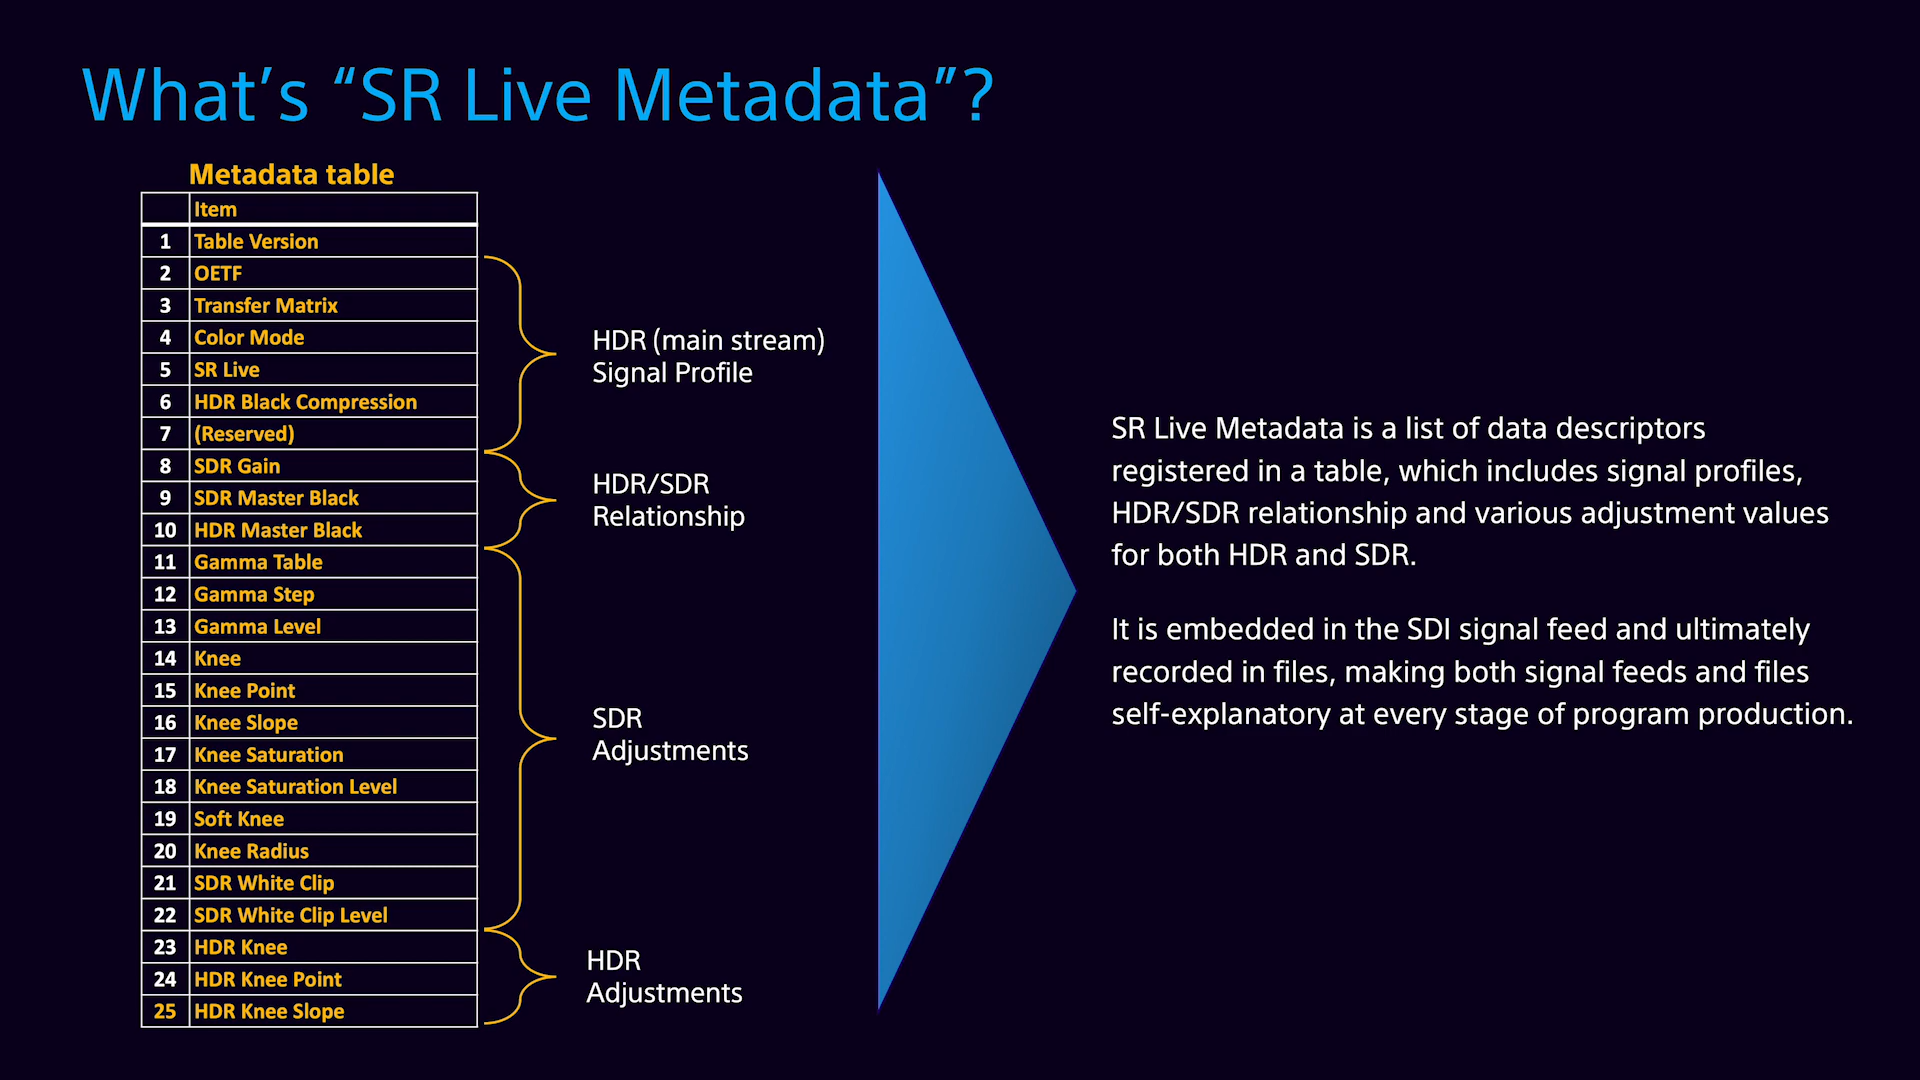 What's “SR Live Metadata”?
Metadata table
Item
1 Table Version
2 OETF
3 Transfer Matrix
4 Color Mode
5 SR Live
6 HDR Black Compression
7 (Reserved)
8 SDR Gain
9 SDR Master Black
10 HDR Master Black
11 Gamma Table
12 Gamma Step
13 Gamma Level
14 Knee
15 Knee Point
16 Knee Slope
17 Knee Saturation
18 Knee Saturation Level
19 Soft Knee
20 Knee Radius
21 SDR White Clip
22 SDR White Clip Level
23 HDR Knee
24 HDR Knee Point
25 HDR Knee Slope
HDR (main stream)
Signal Profile
HDR/SDR
Relationship
SDR
Adjustments
HDR
Adjustments
SR Live Metadata is a list of data descriptors
registered in a table, which includes signal profiles,
HDR/SDR relationship and various adjustment values
for both HDR and SDR.
It is embedded in the SDI signal feed and ultimately
recorded in files, making both signal feeds and files
self-explanatory at every stage of program production.